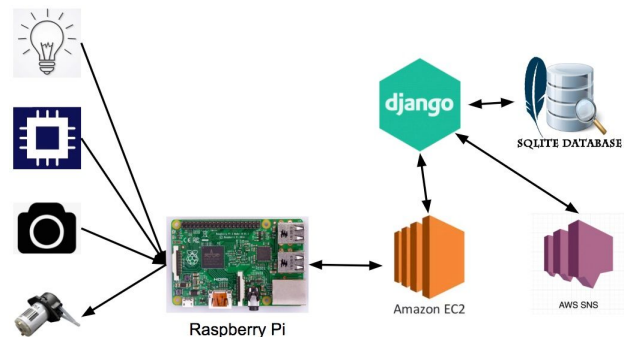 django
SQLITE DATABASE
Amazon EC2
AWS SNS
Raspberry Pi